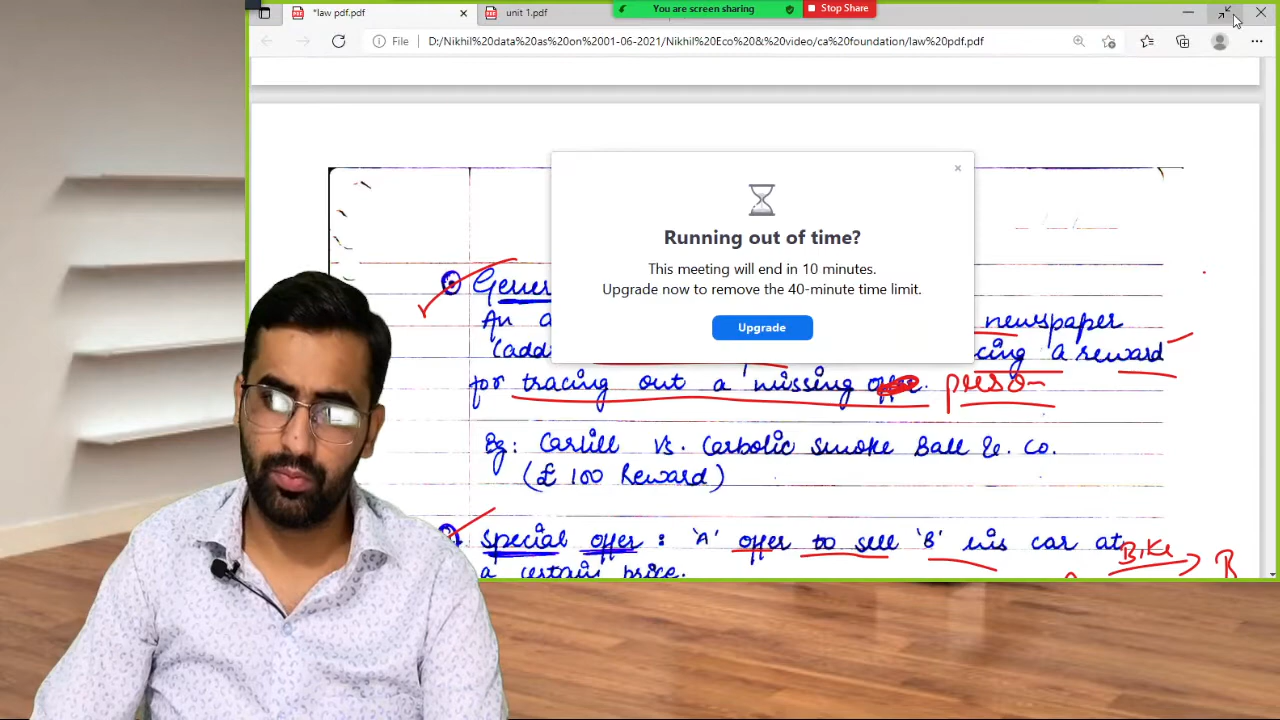 *law pdf.pdf
unit 1.pdf
You are screen sharing
Stop Share
File
D:/Nikhil%20data%20as%20on%2001-06-2021/Nikhil%20Eco%20&%20video/ca%20foundation/law%20pdf.pdf
Running out of time?
This meeting will end in 10 minutes.
Upgrade now to remove the 40-minute time limit.
Upgrade
Gener
An a newspaper
(add cing a reward
for tracing out a missing person
Eg: Carlill Vs. Carbolic Smoke Ball & Co.
(£ 100 Reward)
special offer : 'A' offer to sell 'B' his car at
Bike B
a certain price.